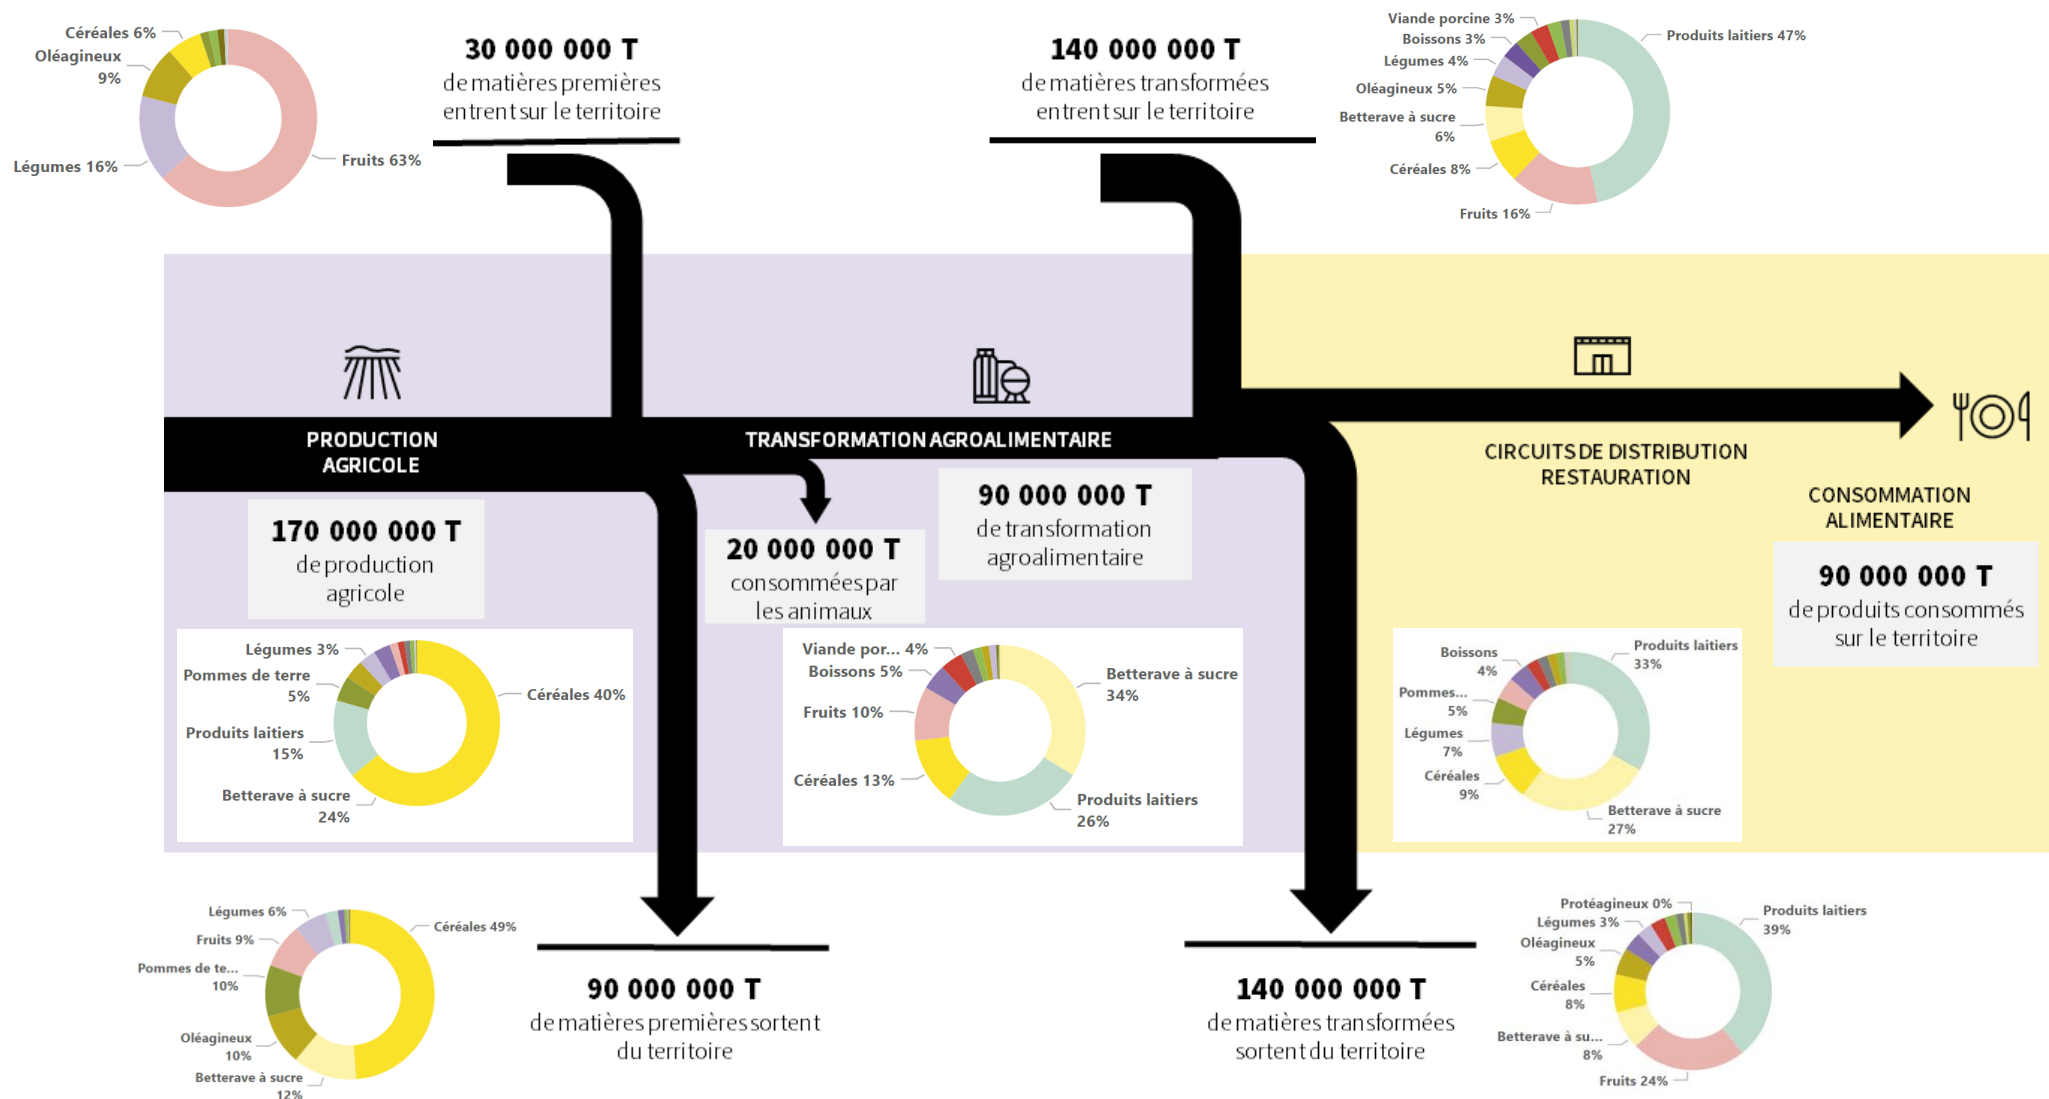 Céréales 6%
Oléagineux
9%
Légumes 16%
Fruits 63%
30 000 000 T
de matières premières
entrent sur le territoire
140 000 000 T
de matières transformées
entrent sur le territoire
Viande porcine 3%
Boissons 3%
Légumes 4%
Oléagineux 5%
Betterave à sucre
6%
Céréales 8%
Fruits 16%
Produits laitiers 47%
PRODUCTION
AGRICOLE
TRANSFORMATION AGROALIMENTAIRE
CIRCUITS DE DISTRIBUTION
RESTAURATION
CONSOMMATION
ALIMENTAIRE
170 000 000 T
de production
agricole
20 000 000 T
consommées par
les animaux
90 000 000 T
de transformation
agroalimentaire
90 000 000 T
de produits consommés
sur le territoire
Légumes 3%
Pommes de terre
5%
Produits laitiers
15%
Betterave à sucre
24%
Céréales 40%
Viande por... 4%
Boissons 5%
Fruits 10%
Céréales 13%
Betterave à sucre
34%
Produits laitiers
26%
Boissons
4%
Pommes...
5%
Légumes
7%
Céréales
9%
Produits laitiers
33%
Betterave à sucre
27%
Légumes 6%
Fruits 9%
Pommes de te...
10%
Oléagineux
10%
Betterave à sucre
12%
Céréales 49%
90 000 000 T
de matières premières sortent
du territoire
140 000 000 T
de matières transformées
sortent du territoire
Protéagineux 0%
Légumes 3%
Oléagineux
5%
Céréales
8%
Betterave à su...
8%
Fruits 24%
Produits laitiers
39%